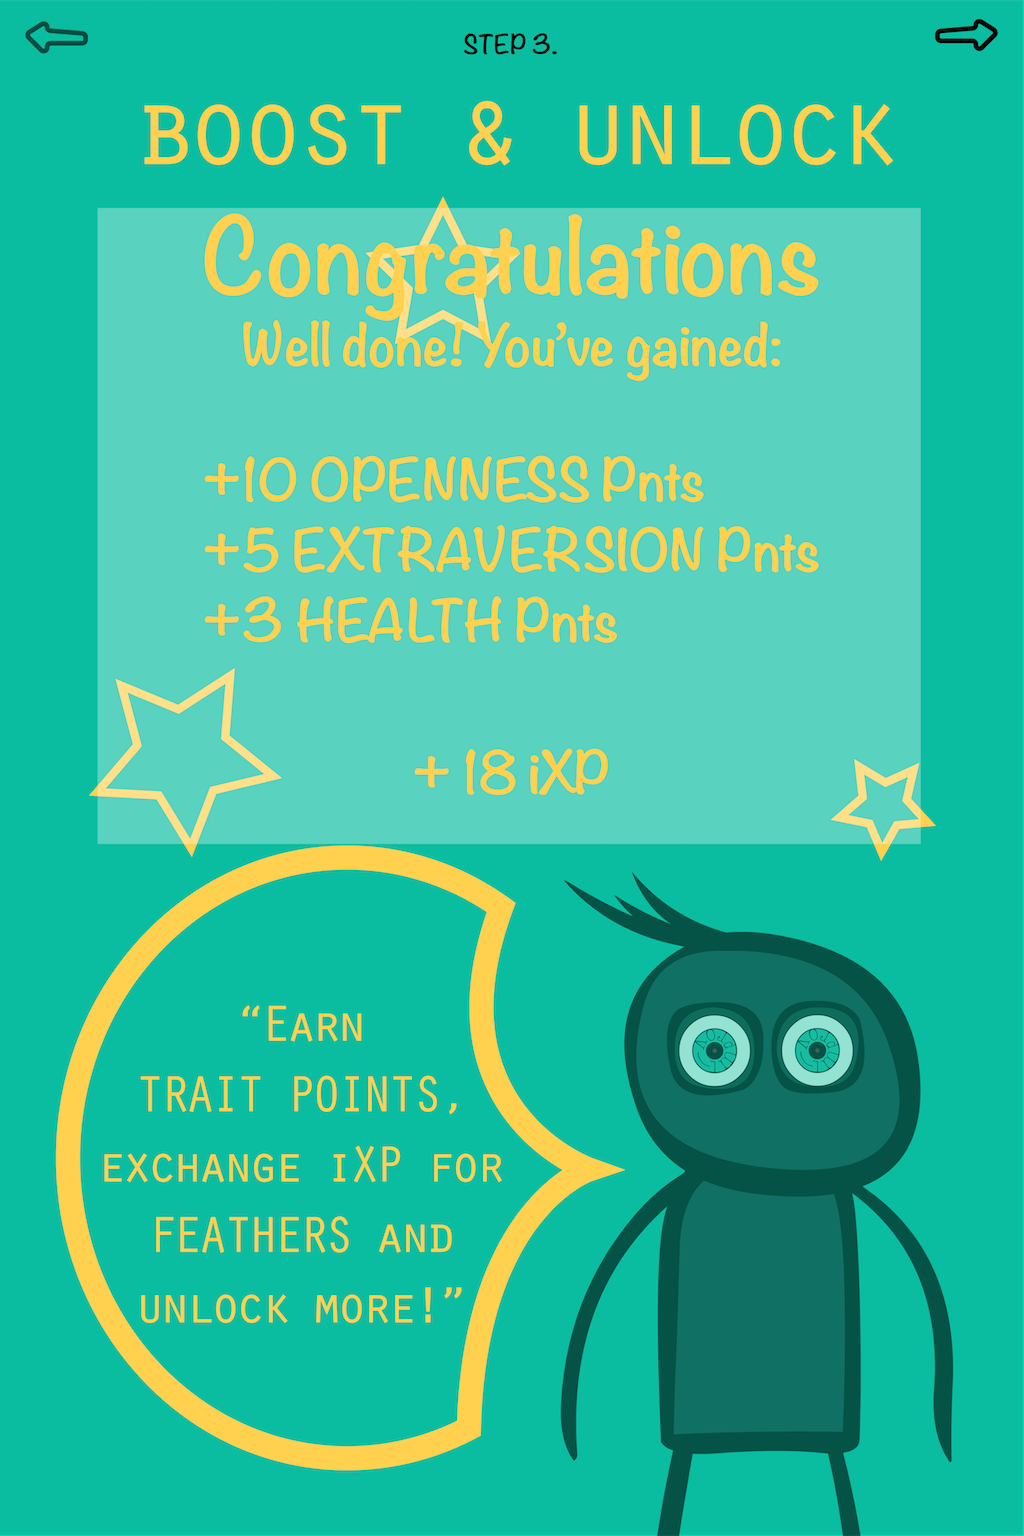 STEP 3.
BOOST & UNLOCK
Congratulations
Well done! You've gained:
+10 OPENNESS Pnts
+5 EXTRAVERSION Pnts
+3 HEALTH Pnts
+ 18 iXP
“EARN
TRAIT POINTS,
EXCHANGE iXP FOR
FEATHERS AND
UNLOCK MORE!”